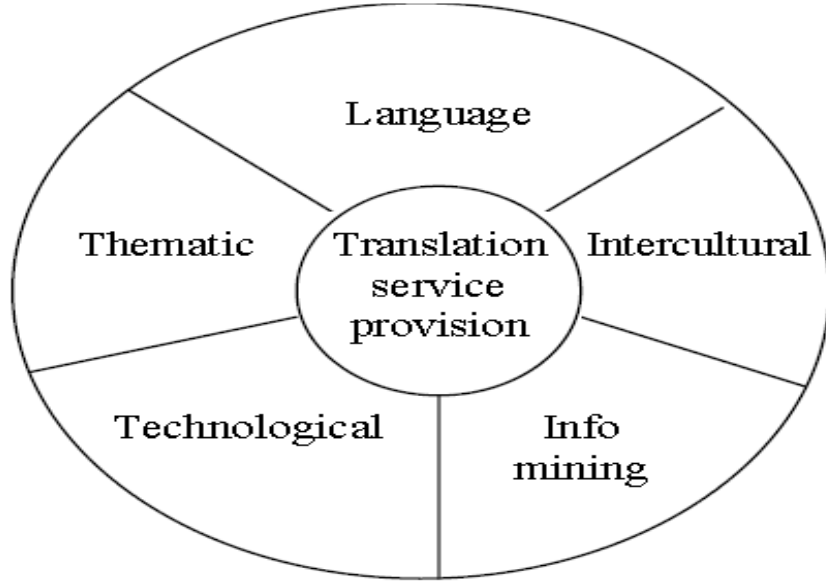 Language
Thematic
Translation
service
provision
Intercultural
Technological
Info
mining